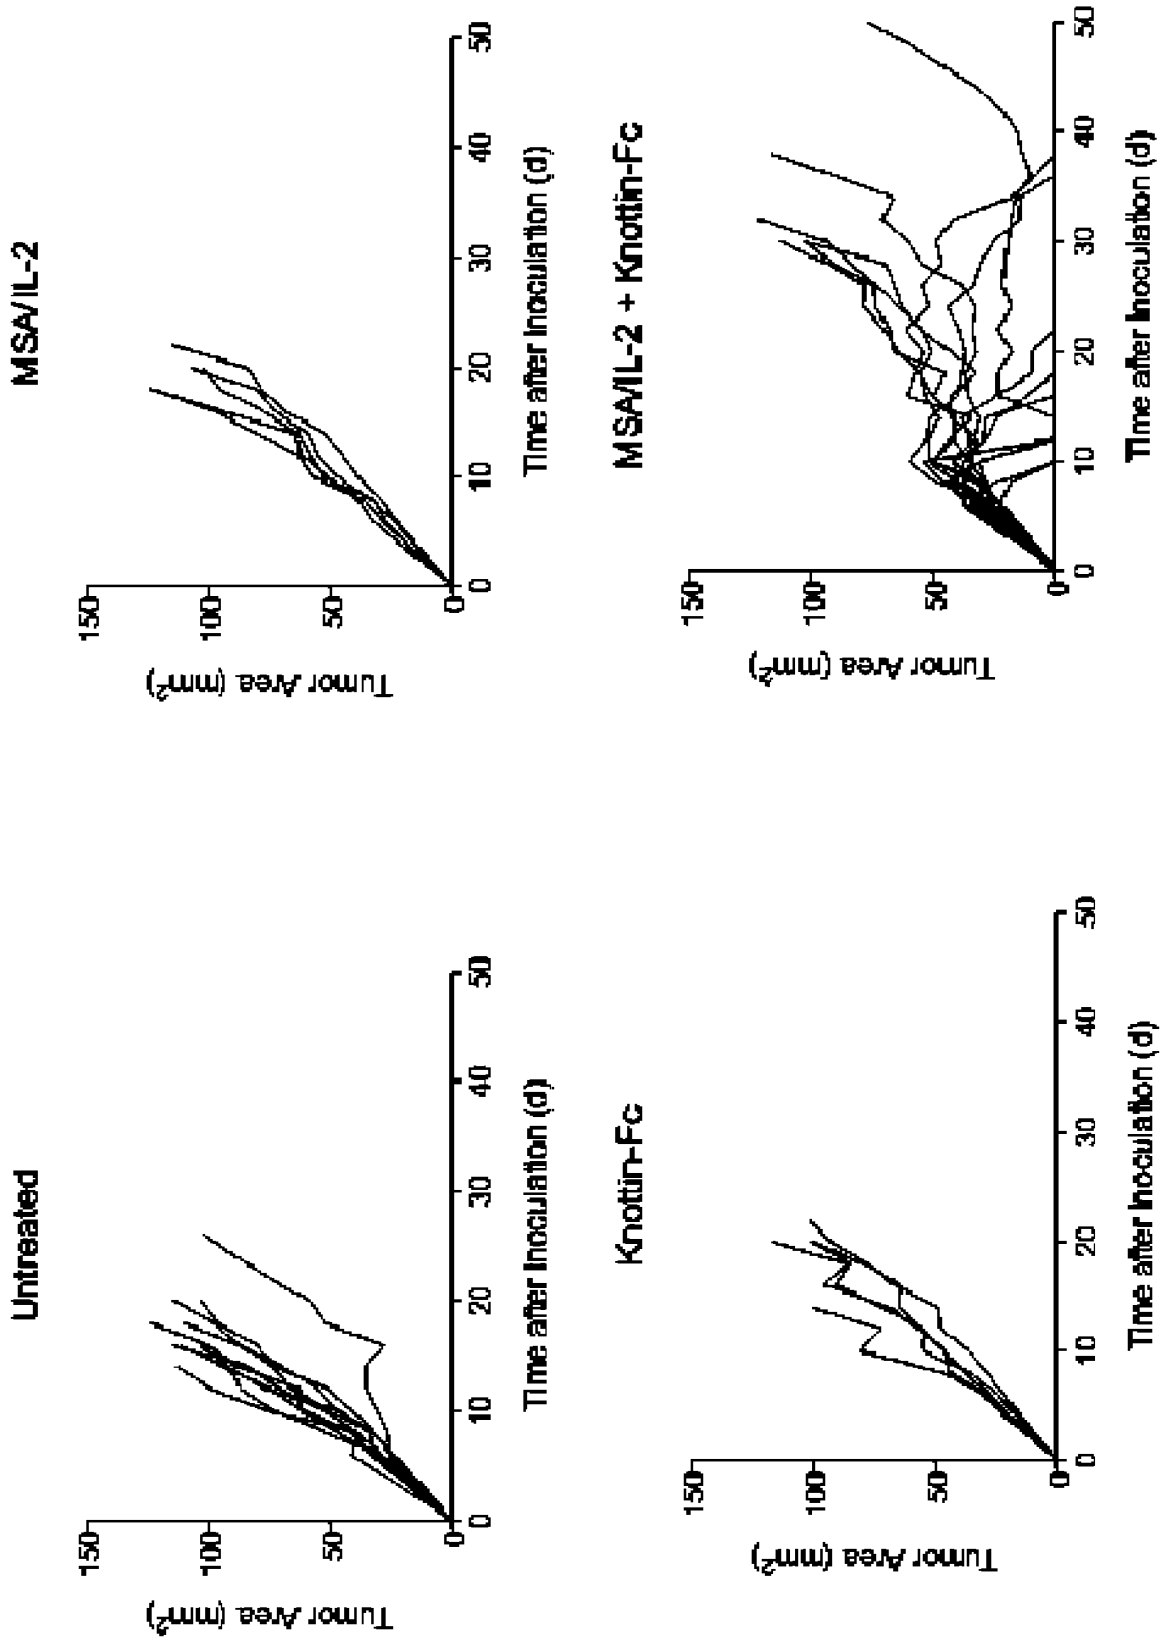 Untreated
Tumor Area (mm²)
150
100
50
0
0 10 20 30 40 50
Time after Inoculation (d)
MSA/IL-2
Tumor Area (mm²)
150
100
50
0
0 10 20 30 40 50
Time after Inoculation (d)
Knottin-Fc
Tumor Area (mm²)
150
100
50
0
0 10 20 30 40 50
Time after Inoculation (d)
MSA/IL-2 + Knottin-Fc
Tumor Area (mm²)
150
100
50
0
0 10 20 30 40 50
Time after Inoculation (d)